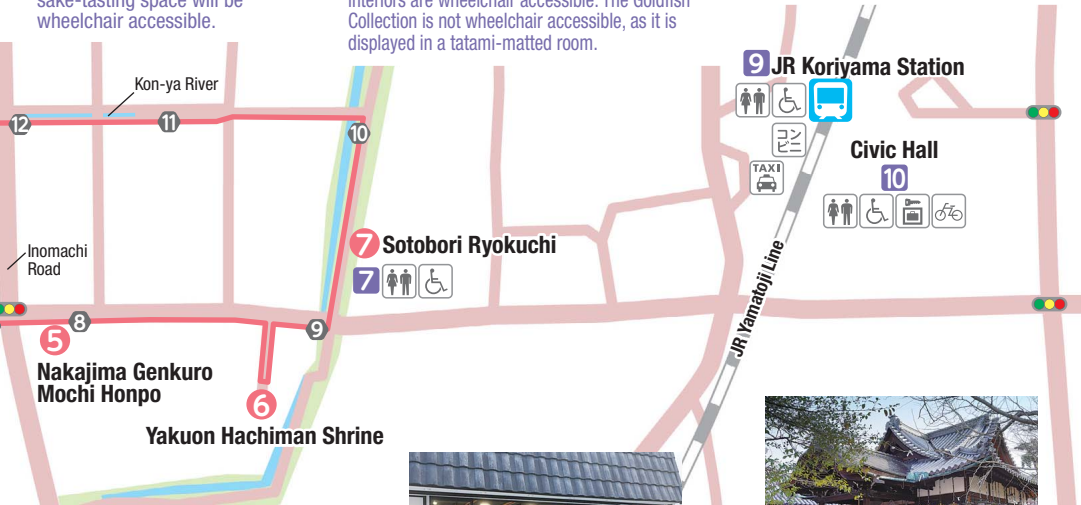 sake-tasting space will be
wheelchair accessible.
interiors are wheelchair accessible. The Goldfish
Collection is not wheelchair accessible, as it is
displayed in a tatami-matted room.
Kon-ya River
12
11
10
9 JR Koriyama Station
コン
ビニ
TAXI
Civic Hall
10
7 Sotobori Ryokuchi
7
Inomachi
Road
8
9
5
Nakajima Genkuro
Mochi Honpo
6
Yakuon Hachiman Shrine
JR Yamatoji Line